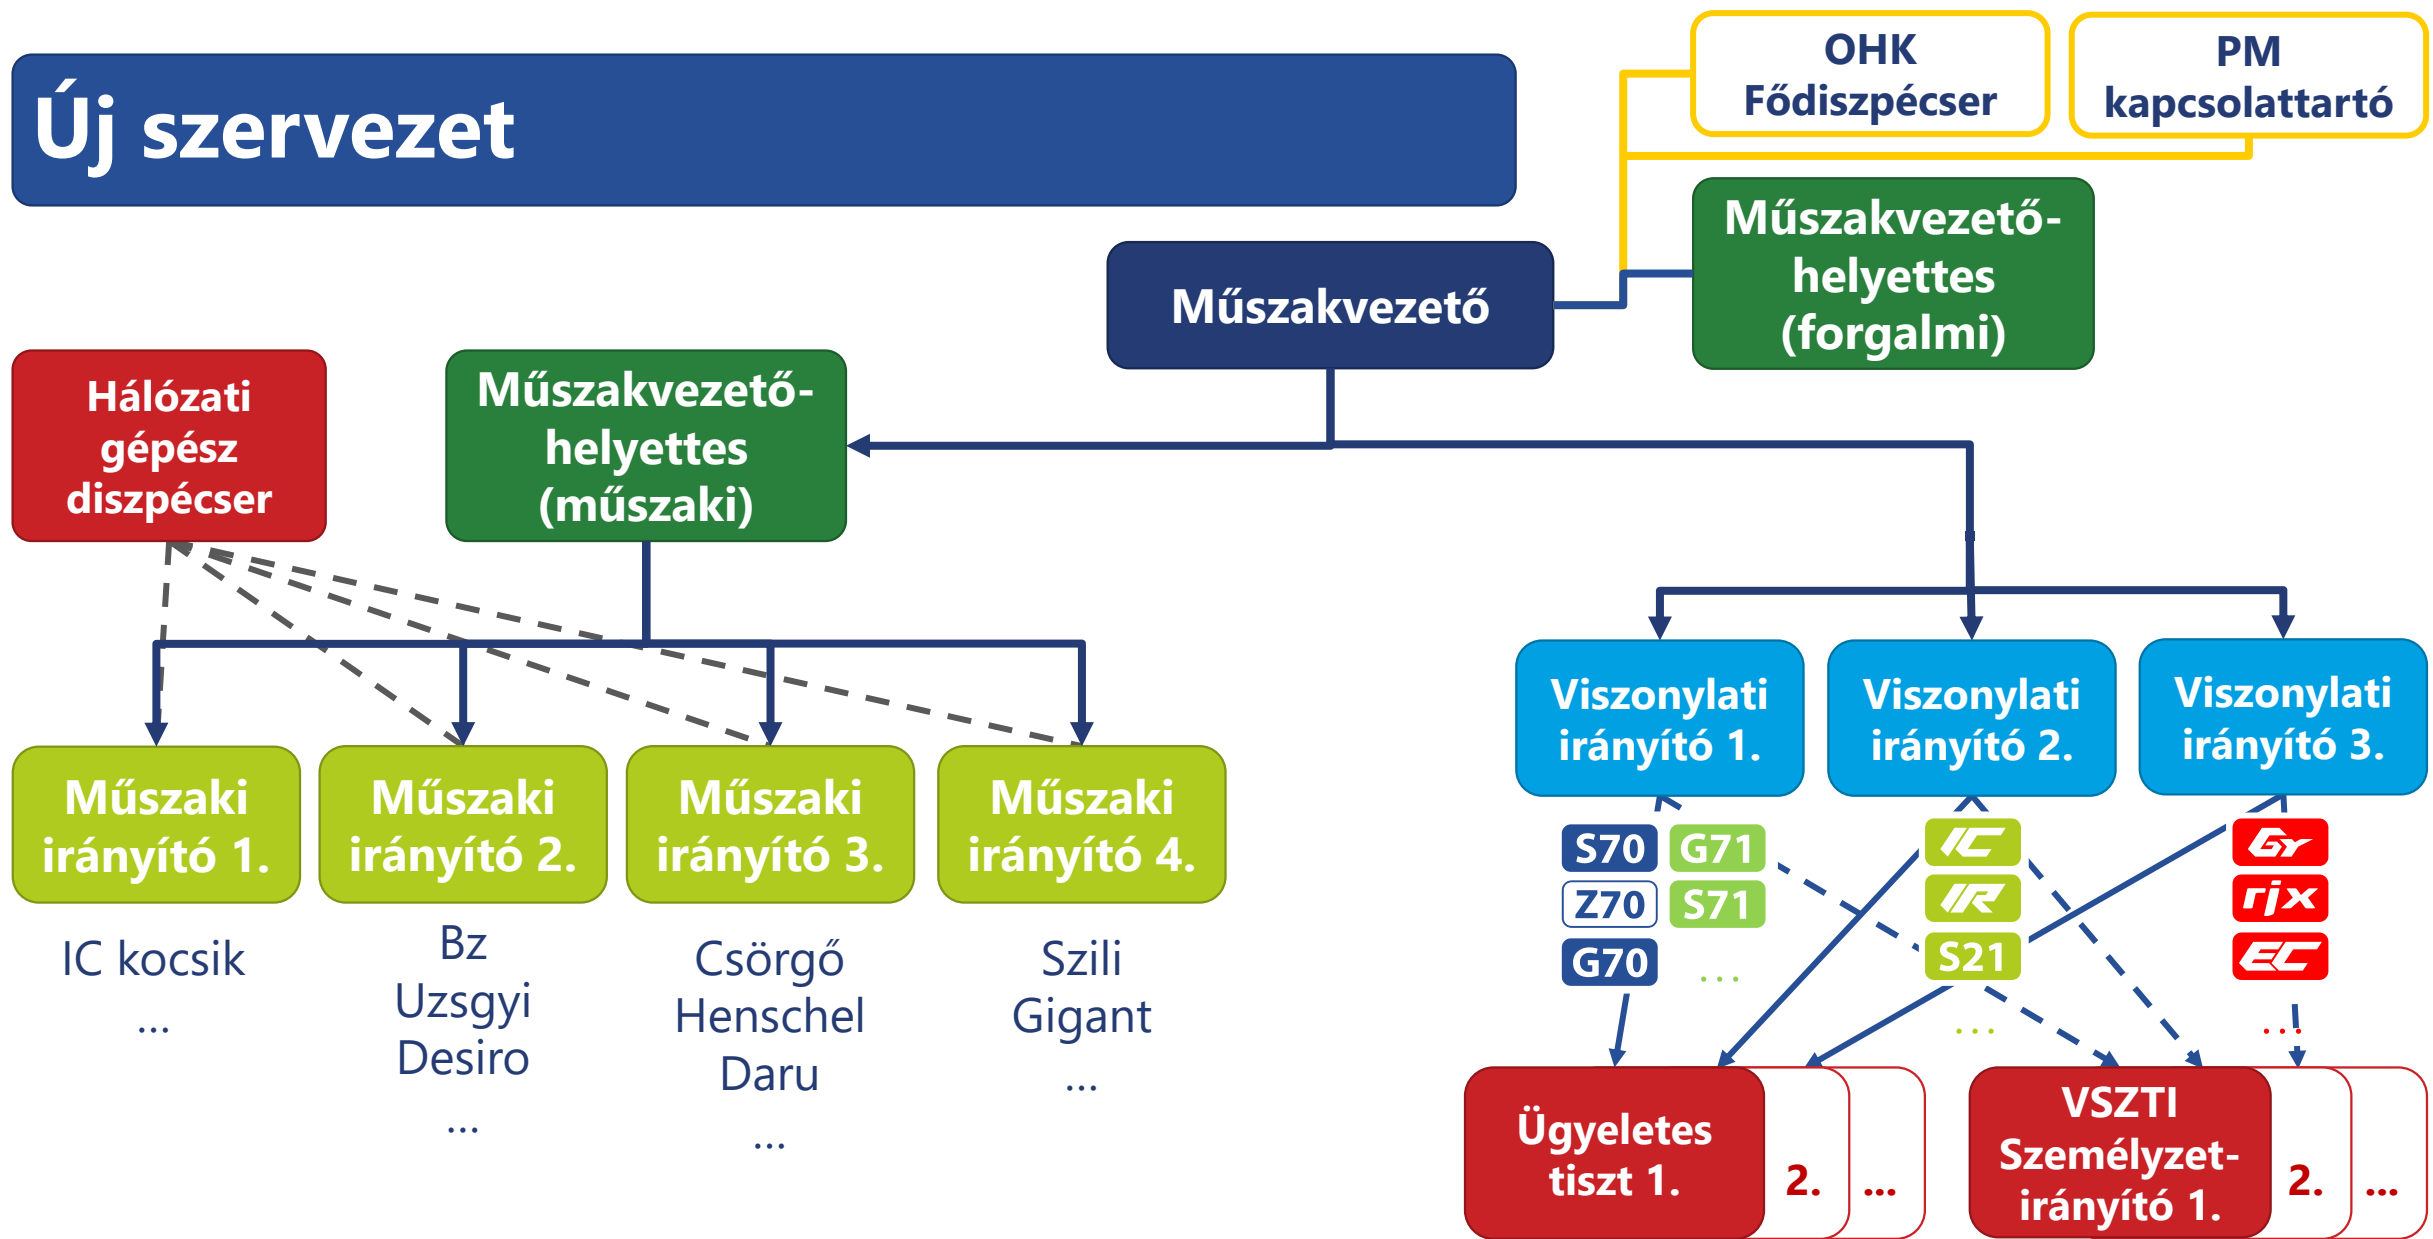 Új szervezet
OHK
Fődiszpécser
PM
kapcsolattartó
Műszakvezető-
helyettes
(forgalmi)
Műszakvezető
Hálózati
gépész
diszpécser
Műszakvezető-
helyettes
(műszaki)
Viszonylati
irányító 1.
Viszonylati
irányító 2.
Viszonylati
irányító 3.
Műszaki
irányító 1.
Műszaki
irányító 2.
Műszaki
irányító 3.
Műszaki
irányító 4.
IC kocsik
...
Bz
Uzsgyi
Desiro
...
Csörgő
Henschel
Daru
...
Szili
Gigant
...
S70
Z70
G70
G71
S71
...
IC
IR
S21
...
Gy
rjx
EC
...
Ügyeletes
tiszt 1.
2.
...
VSZTI
Személyzet-
irányító 1.
2.
...